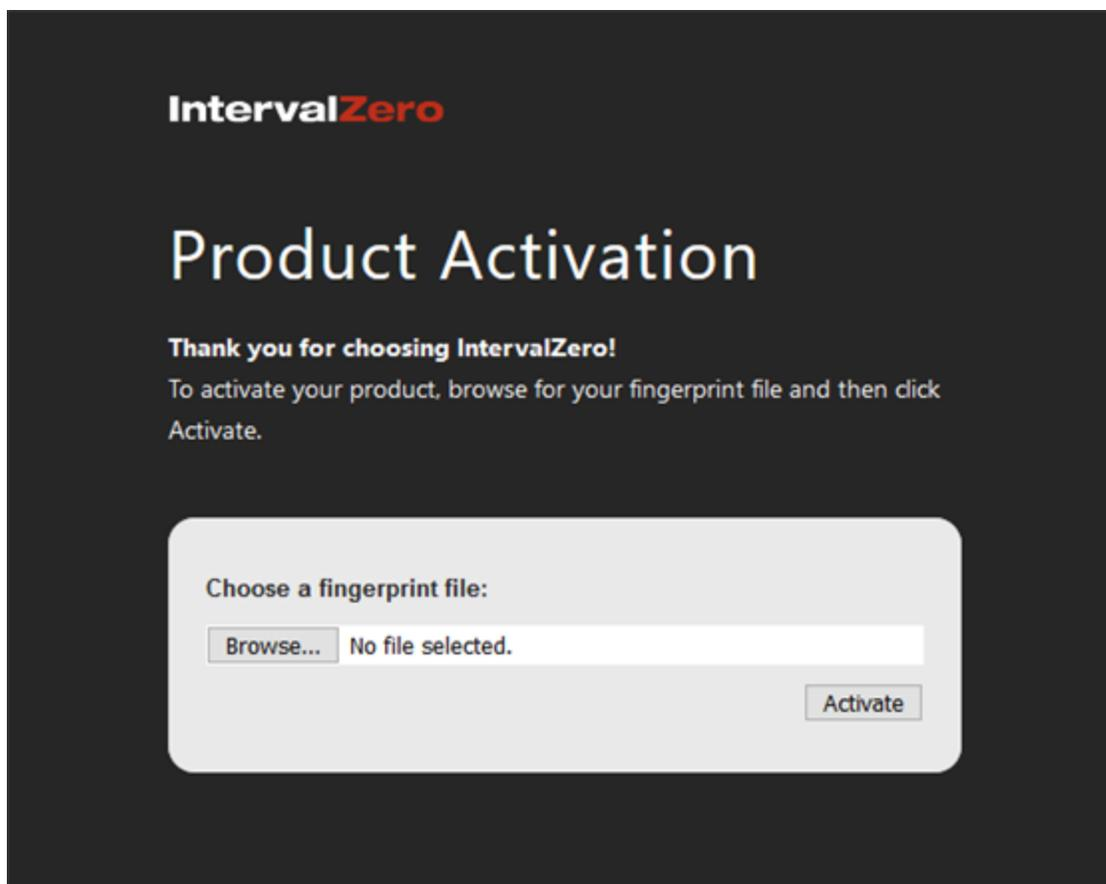 IntervalZero
Product Activation
Thank you for choosing IntervalZero!
To activate your product, browse for your fingerprint file and then click
Activate.
Choose a fingerprint file:
Browse... No file selected.
Activate